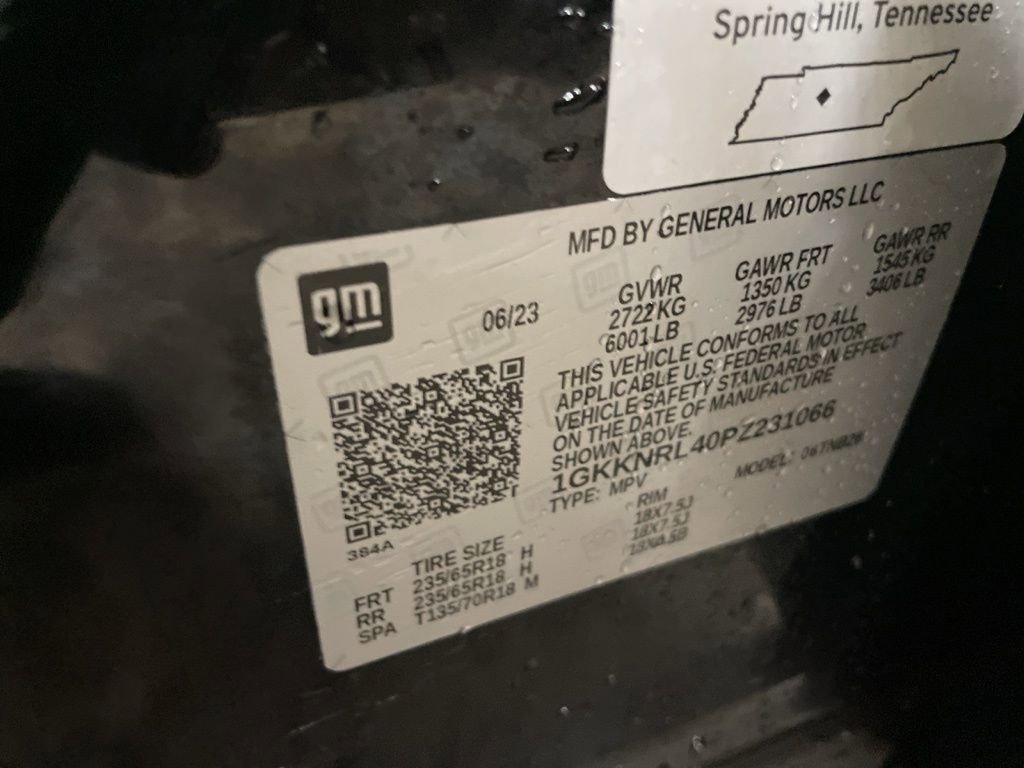 Spring Hill, Tennessee
MFD BY GENERAL MOTORS LLC
gm
06/23
GVWR
2722 KG
6001 LB
GAWR FRT
1350 KG
2976 LB
GAWR RR
1545 KG
3406 LB
THIS VEHICLE CONFORMS TO ALL
APPLICABLE U.S. FEDERAL MOTOR
VEHICLE SAFETY STANDARDS IN EFFECT
ON THE DATE OF MANUFACTURE
SHOWN ABOVE.
1GKKNRL40PZ231066
TYPE: MPV
MODEL: 06TNB26
384A
TIRE SIZE
RIM
FRT 235/65R18 H 18X7.5J
RR 235/65R18 H 18X7.5J
SPA T135/70R18 M